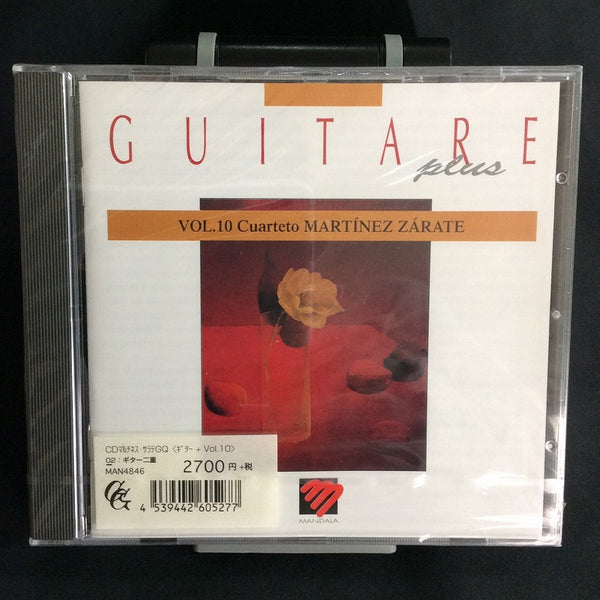 GUITARE
plus
VOL.10 Cuarteto MARTÍNEZ ZÁRATE
CDﾏﾙﾁﾈｽ･ｻﾗﾃGQ〈ｷﾞﾀｰ + Vol.10〉
02：ギター二重
MAN4846
2700円+税
GG
4 539442 605277
MANDALA